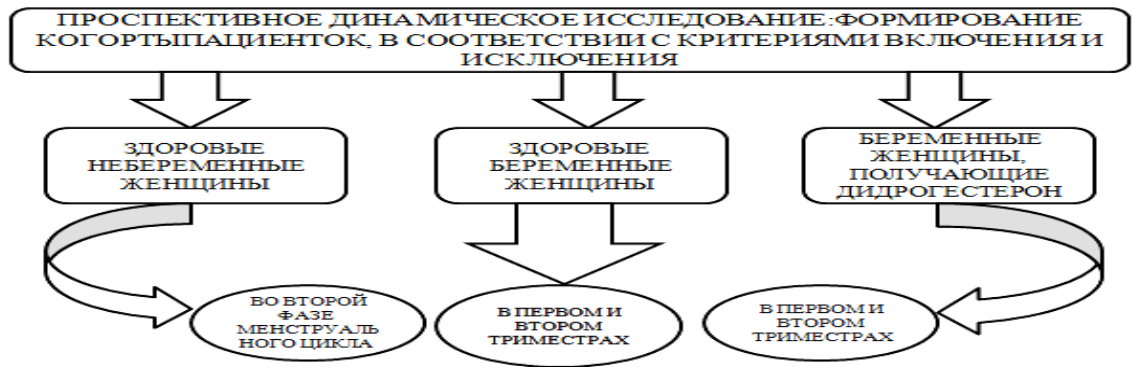 ПРОСПЕКТИВНОЕ ДИНАМИЧЕСКОЕ ИССЛЕДОВАНИЕ:ФОРМИРОВАНИЕ
КОГОРТЫПАЦИЕНТОК, В СООТВЕТСТВИИ С КРИТЕРИЯМИ ВКЛЮЧЕНИЯ И
ИСКЛЮЧЕНИЯ
ЗДОРОВЫЕ
НЕБЕРЕМЕННЫЕ
ЖЕНЩИНЫ
ЗДОРОВЫЕ
БЕРЕМЕННЫЕ
ЖЕНЩИНЫ
БЕРЕМЕННЫЕ
ЖЕНЩИНЫ,
ПОЛУЧАЮЩИЕ
ДИДРОГЕСТЕРОН
ВО ВТОРОЙ
ФАЗЕ
МЕНСТРУАЛЬ
НОГО ЦИКЛА
В ПЕРВОМ И
ВТОРОМ
ТРИМЕСТРАХ
В ПЕРВОМ И
ВТОРОМ
ТРИМЕСТРАХ